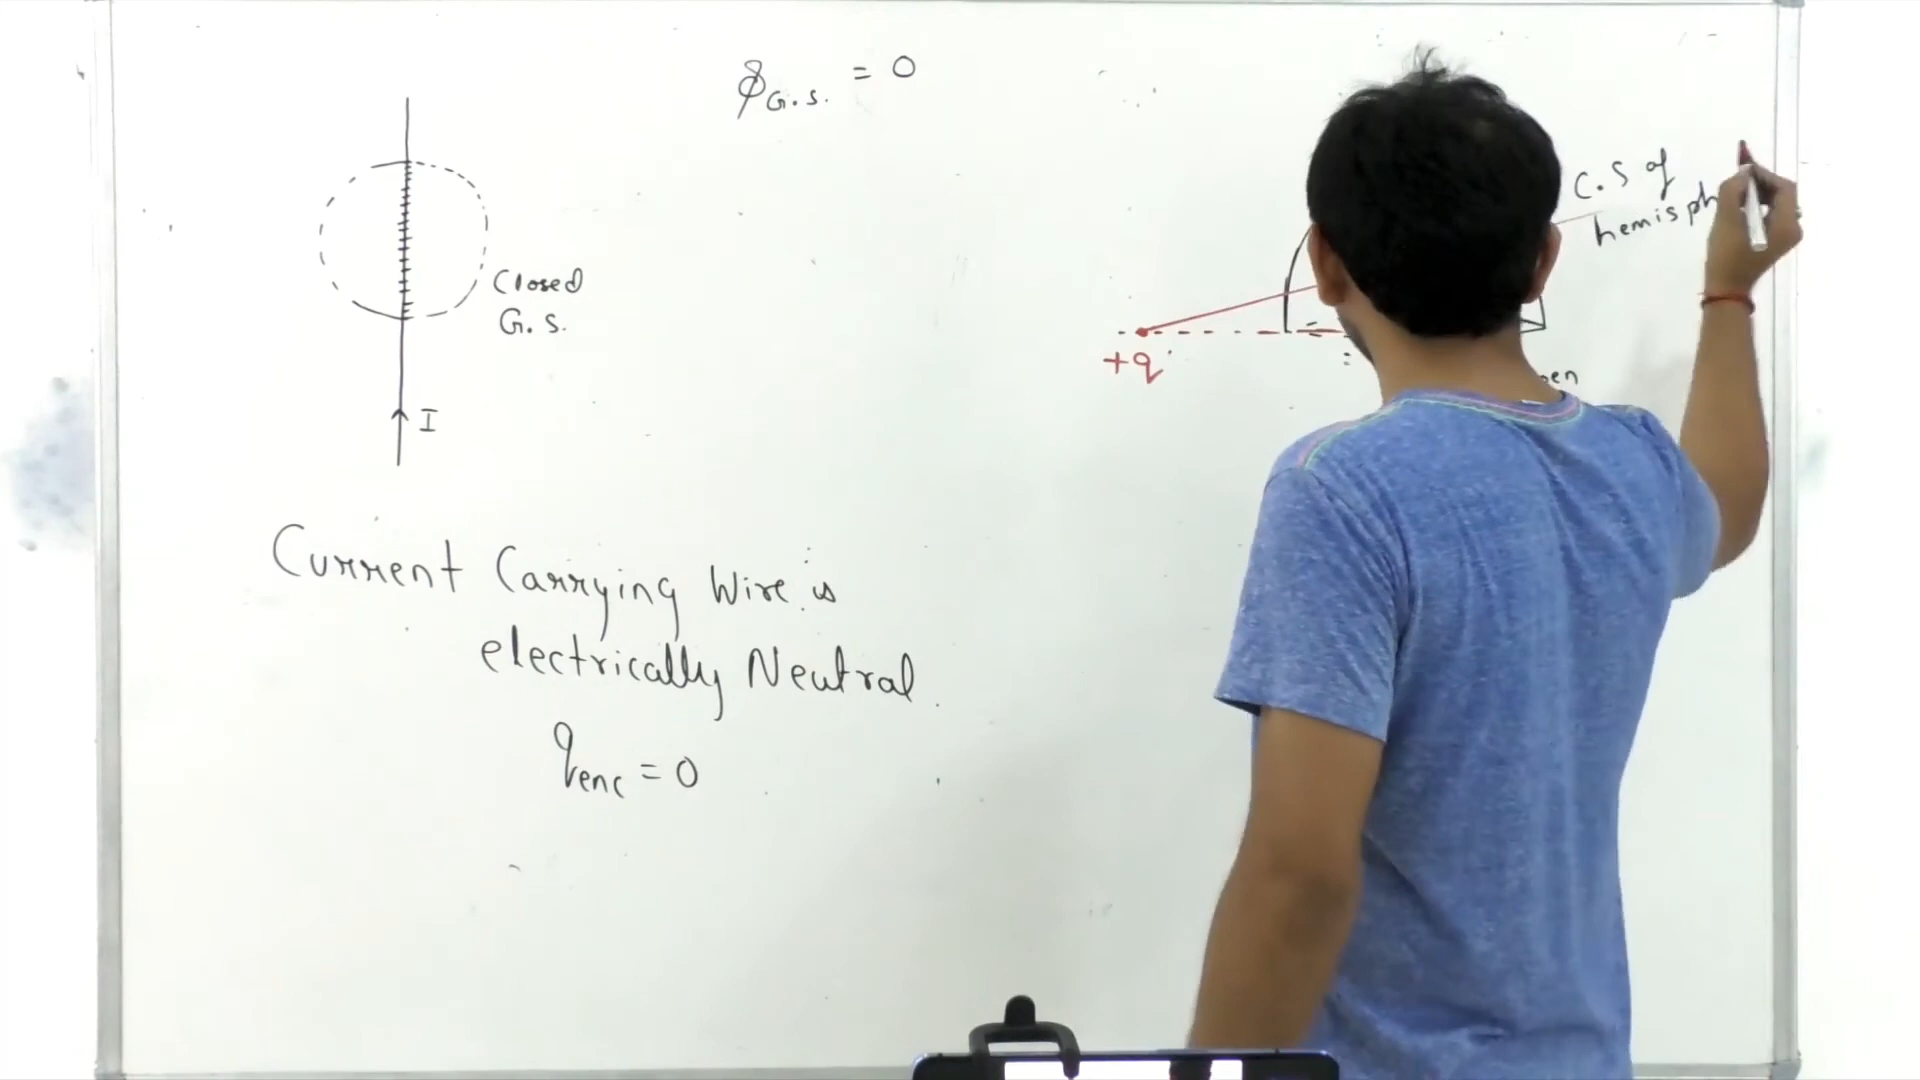 ϕG.S. = 0
Closed
G.S.
I
Current Carrying Wire is
electrically Neutral.
qenc = 0
C.S of
hemisph
+q